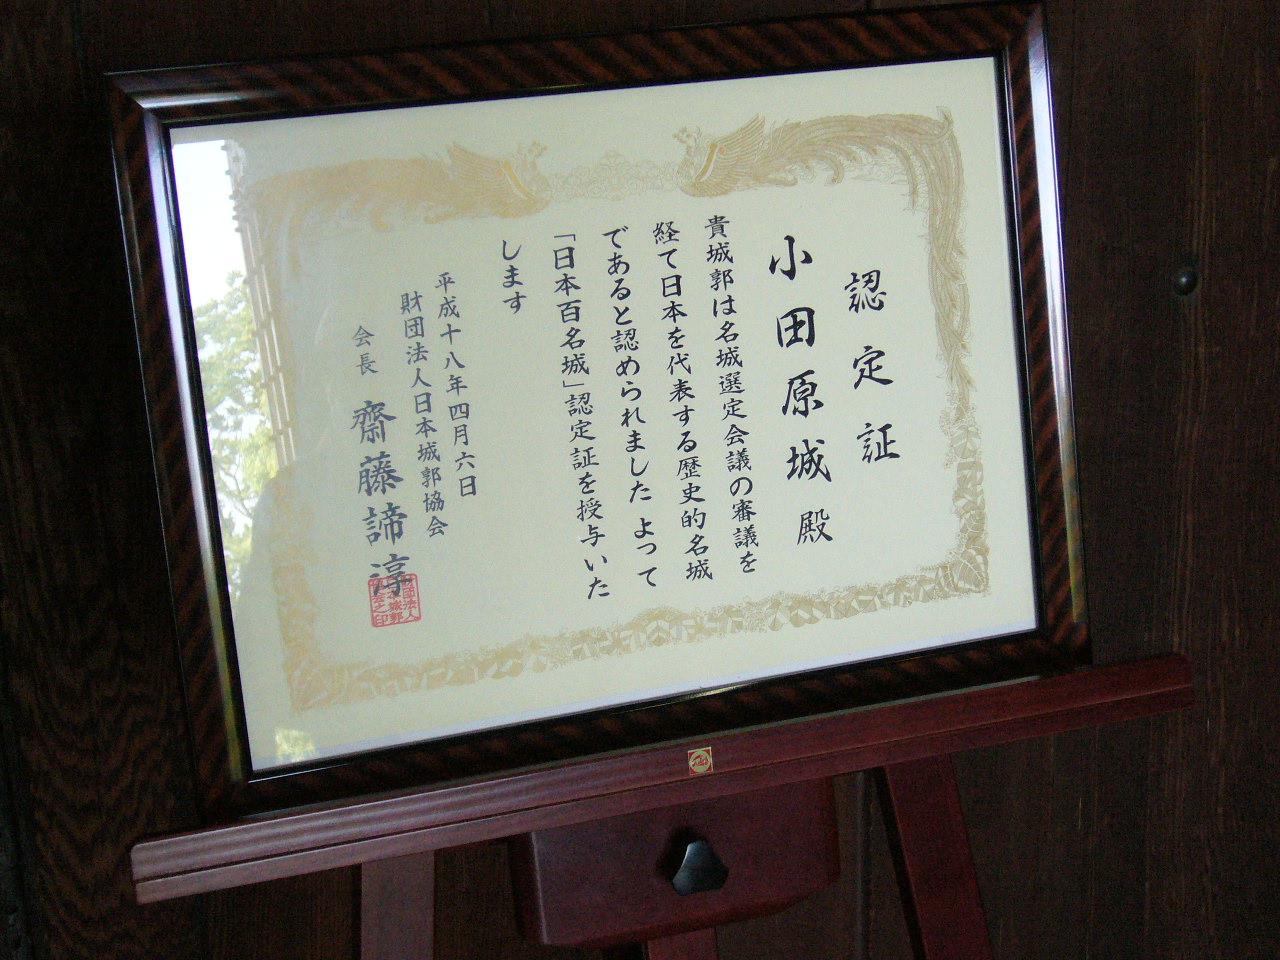 認定証
小田原城 殿
貴城郭は名城選定会議の審議を
経て日本を代表する歴史的名城
であると認められました よって
「日本百名城」認定証を授与いた
します
平成十八年四月六日
財団法人日本城郭協会
会長 齋藤諦淳